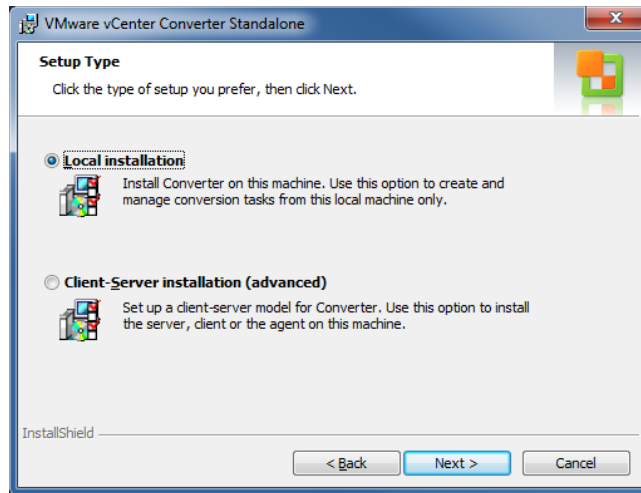 VMware vCenter Converter Standalone
Setup Type
Click the type of setup you prefer, then click Next.
Local installation
Install Converter on this machine. Use this option to create and
manage conversion tasks from this local machine only.
Client-Server installation (advanced)
Set up a client-server model for Converter. Use this option to install
the server, client or the agent on this machine.
InstallShield
< Back
Next >
Cancel